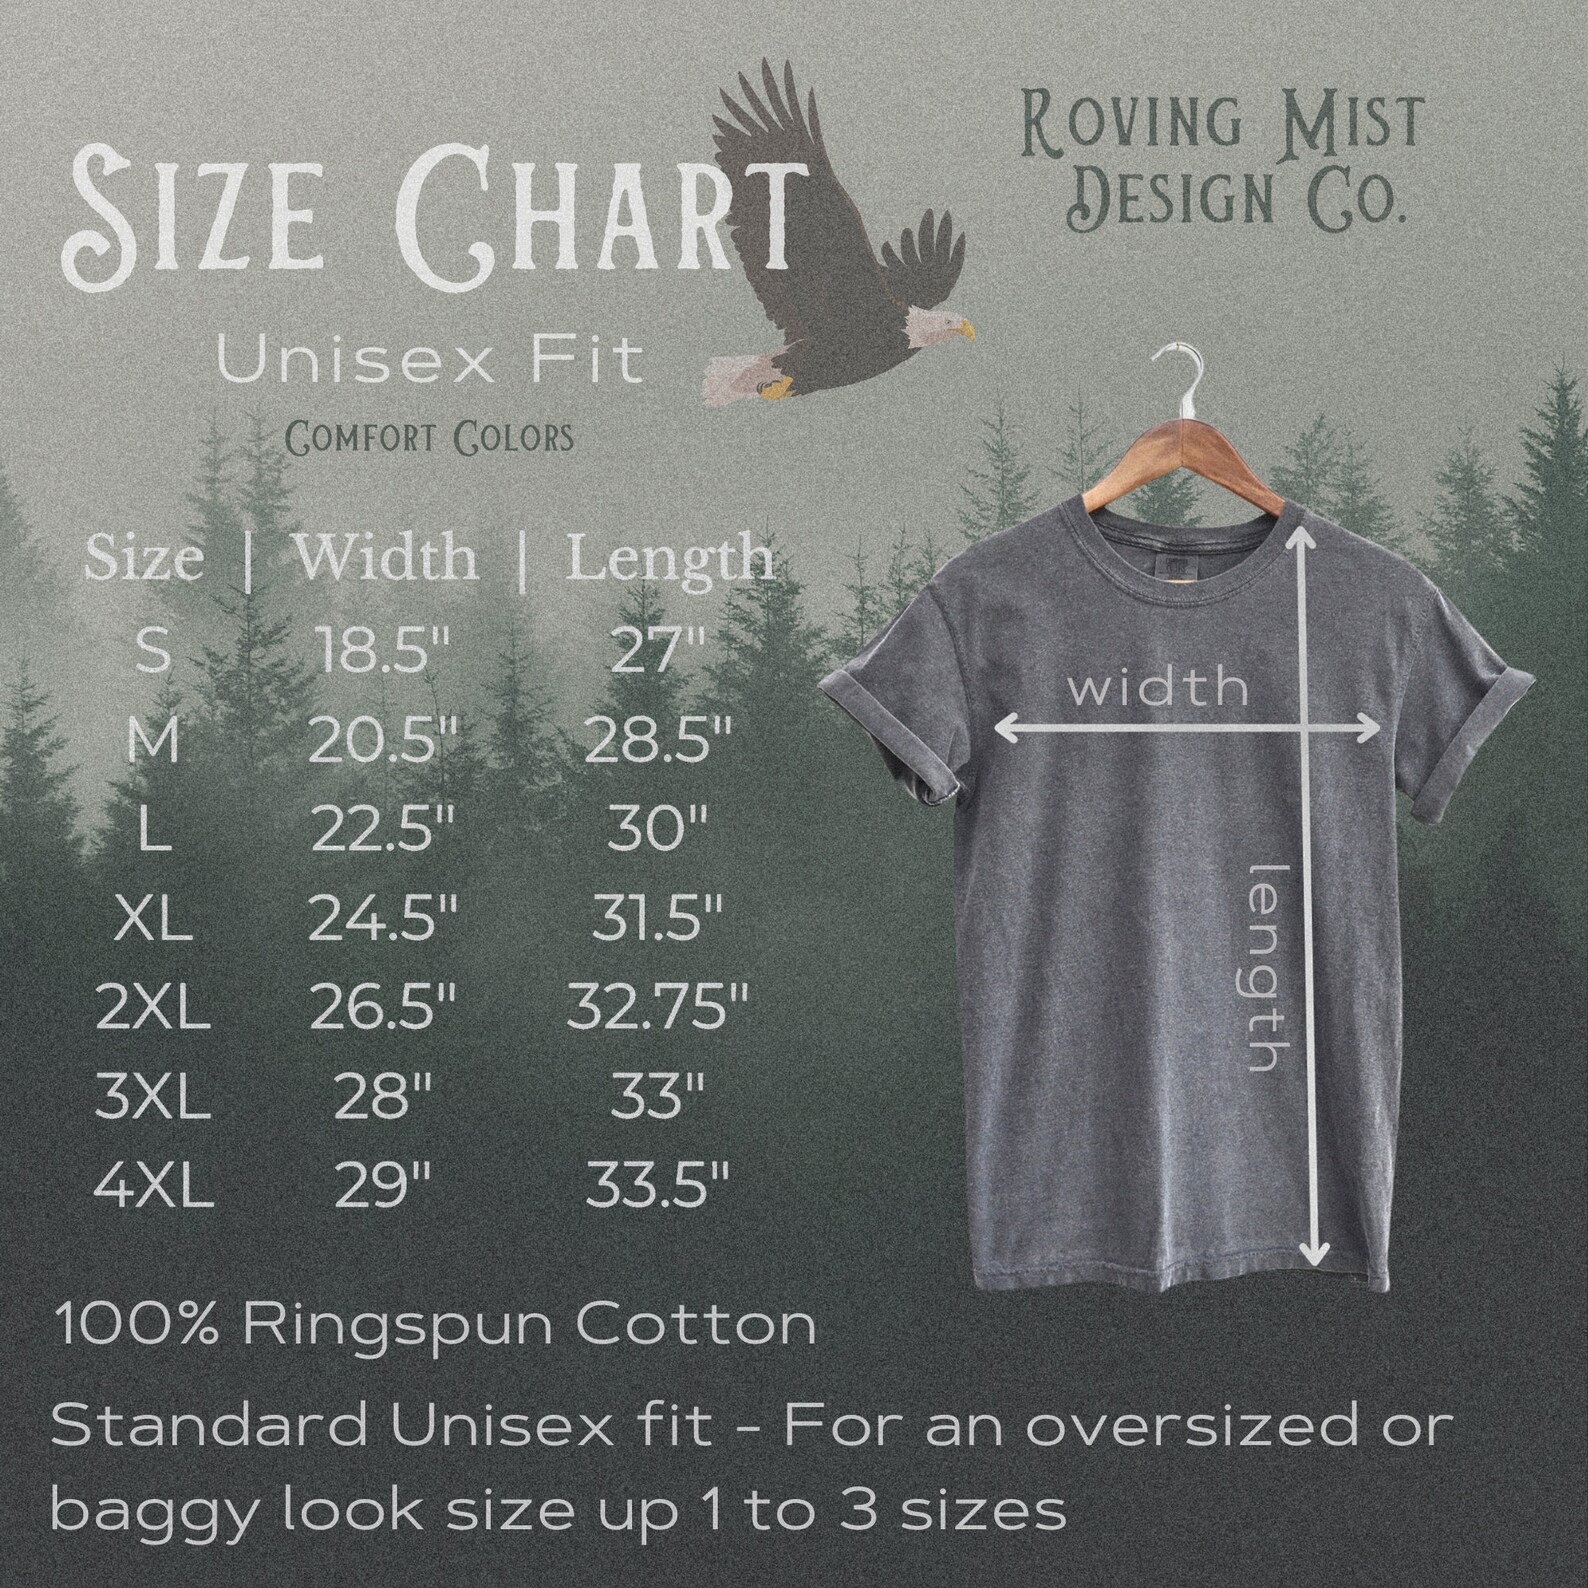 Size Chart
Roving Mist
Design Co.
Unisex Fit
Comfort Colors
Size | Width | Length
S 18.5" 27"
M 20.5" 28.5"
L 22.5" 30"
XL 24.5" 31.5"
2XL 26.5" 32.75"
3XL 28" 33"
4XL 29" 33.5"
width
length
100% Ringspun Cotton
Standard Unisex fit - For an oversized or
baggy look size up 1 to 3 sizes